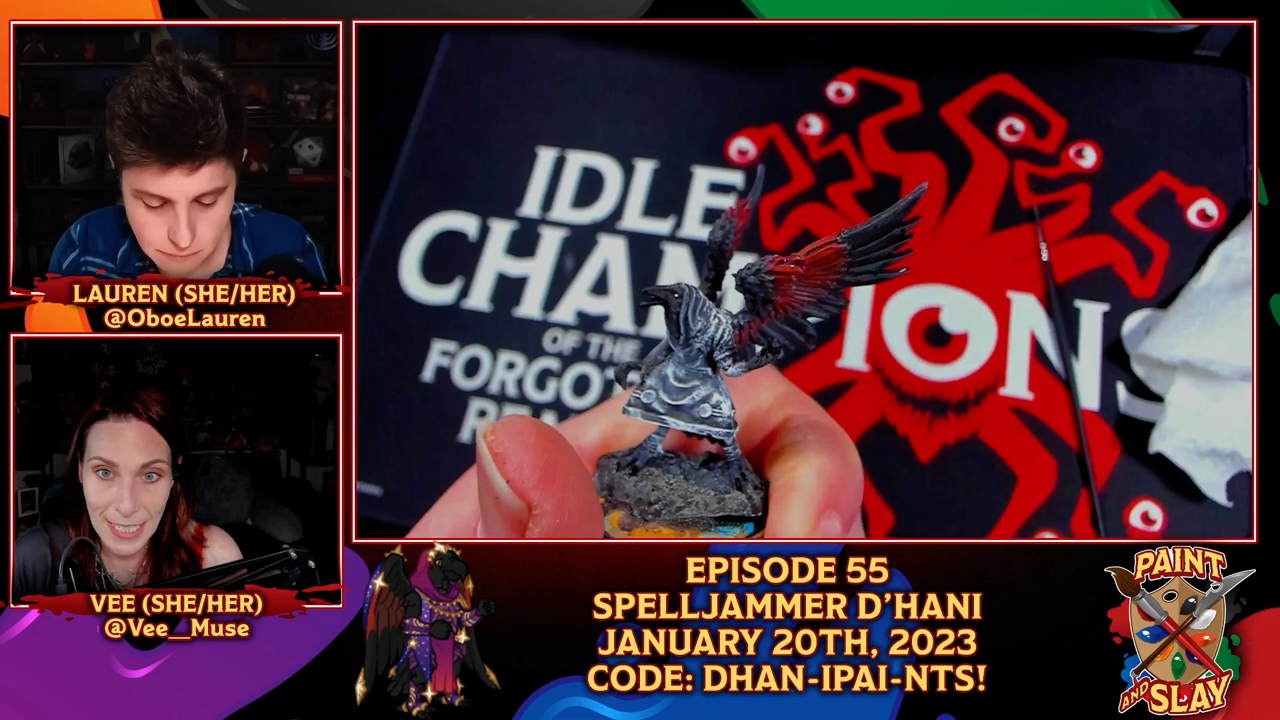 IDLE
CHAM IONS
OF THE
FORGOT
REA
LAUREN (SHE/HER)
@OboeLauren
VEE (SHE/HER)
@Vee__Muse
EPISODE 55
SPELLJAMMER D'HANI
JANUARY 20TH, 2023
CODE: DHAN-IPAI-NTS!
PAINT
AND SLAY